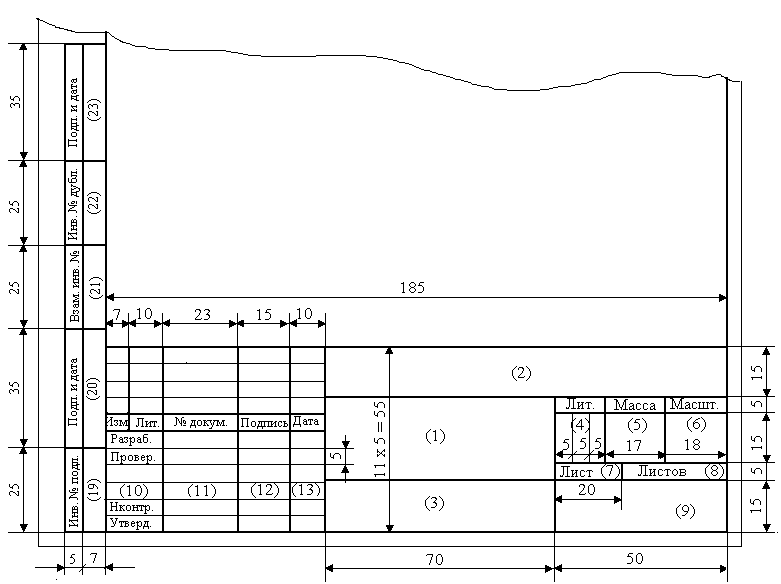 35
Подп. и дата
(23)
25
Инв. № дубл.
(22)
25
Взам. инв. №
(21)
35
Подп. и дата
(20)
25
Инв. № подп.
(19)
5 7
185
7 10 23 15 10
(2)
15
11 x 5 = 55
Лит. Масса Масшт.
5
(4) (5) (6)
(1)
5 5 5 17 18
15
Изм Лит. № докум. Подпись Дата
Разраб.
Провер.
5
Лист (7) Листов (8)
5
(10) (11) (12) (13)
20
(3)
(9)
15
Нконтр.
Утверд.
70 50